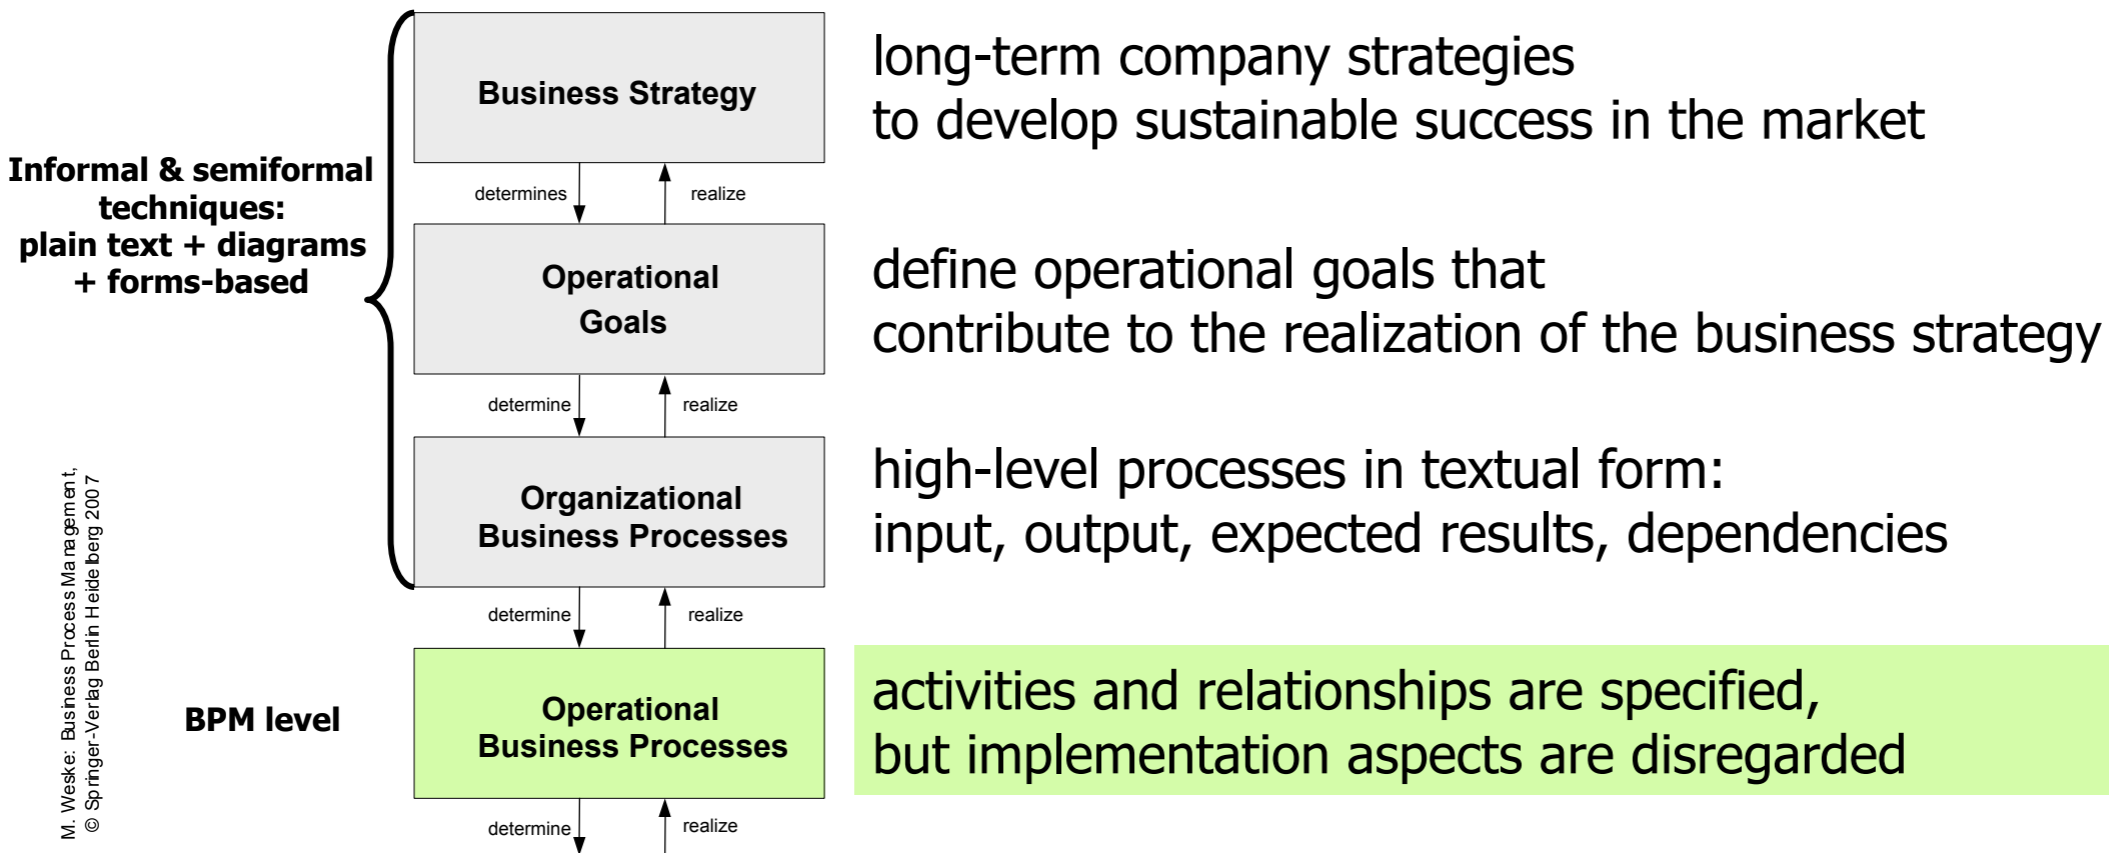 Business Strategy
long-term company strategies
to develop sustainable success in the market
Informal & semiformal
techniques:
plain text + diagrams
+ forms-based
determines
realize
Operational
Goals
define operational goals that
contribute to the realization of the business strategy
determine
realize
Organizational
Business Processes
high-level processes in textual form:
input, output, expected results, dependencies
determine
realize
BPM level
Operational
Business Processes
activities and relationships are specified,
but implementation aspects are disregarded
determine
realize
M. Weske: Business Process Management,
© Springer-Verlag Berlin Heidelberg 2007